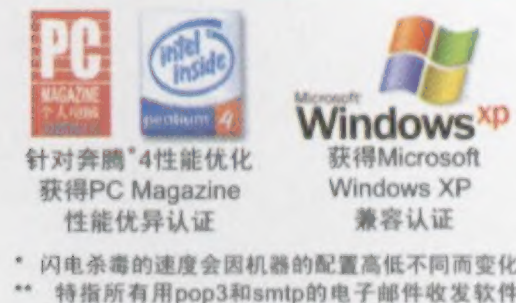 PC
MAGAZINE
intel
inside
pentium 4
Microsoft
Windows xp
针对奔腾*4性能优化
获得PC Magazine
性能优异认证
获得Microsoft
Windows XP
兼容认证
* 闪电杀毒的速度会因机器的配置高低不同而变化
** 特指所有用pop3和smtp的电子邮件收发软件